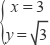 x = 3
y = √3